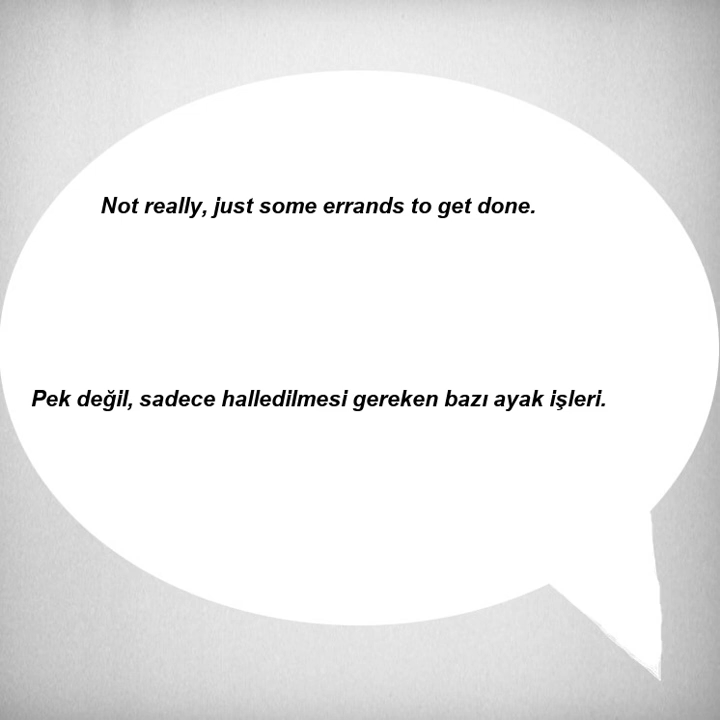 Not really, just some errands to get done.
Pek değil, sadece halledilmesi gereken bazı ayak işleri.